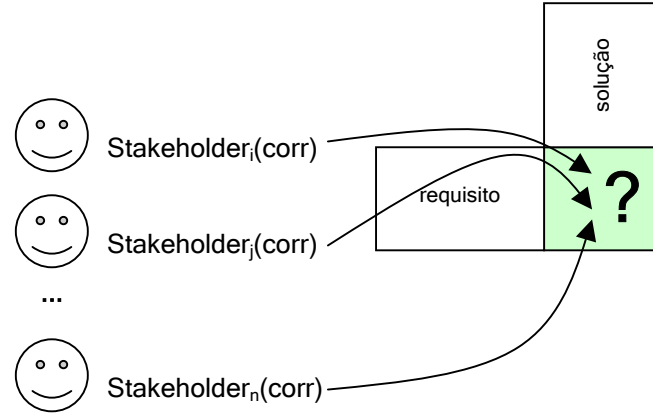 solução
Stakeholderᵢ(corr)
requisito
?
Stakeholderⱼ(corr)
...
Stakeholderₙ(corr)